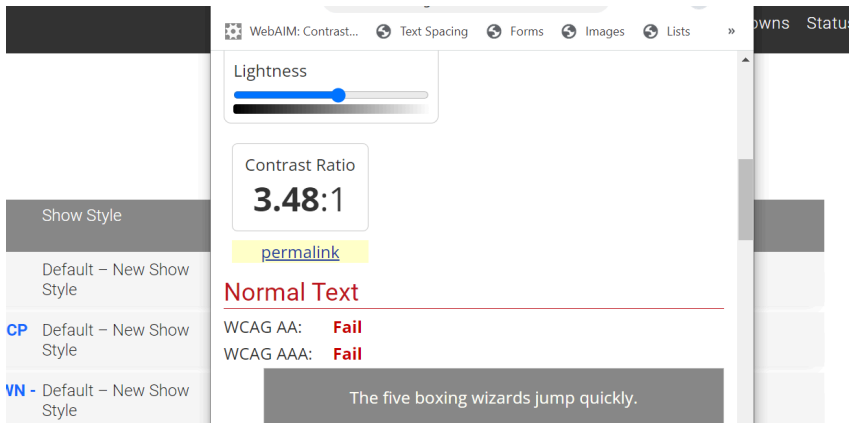 owns Status
WebAIM: Contrast... Text Spacing Forms Images Lists »
Lightness
Contrast Ratio
3.48:1
permalink
Normal Text
WCAG AA: Fail
WCAG AAA: Fail
The five boxing wizards jump quickly.
Show Style
Default – New Show
Style
CP Default – New Show
Style
WN - Default – New Show
Style